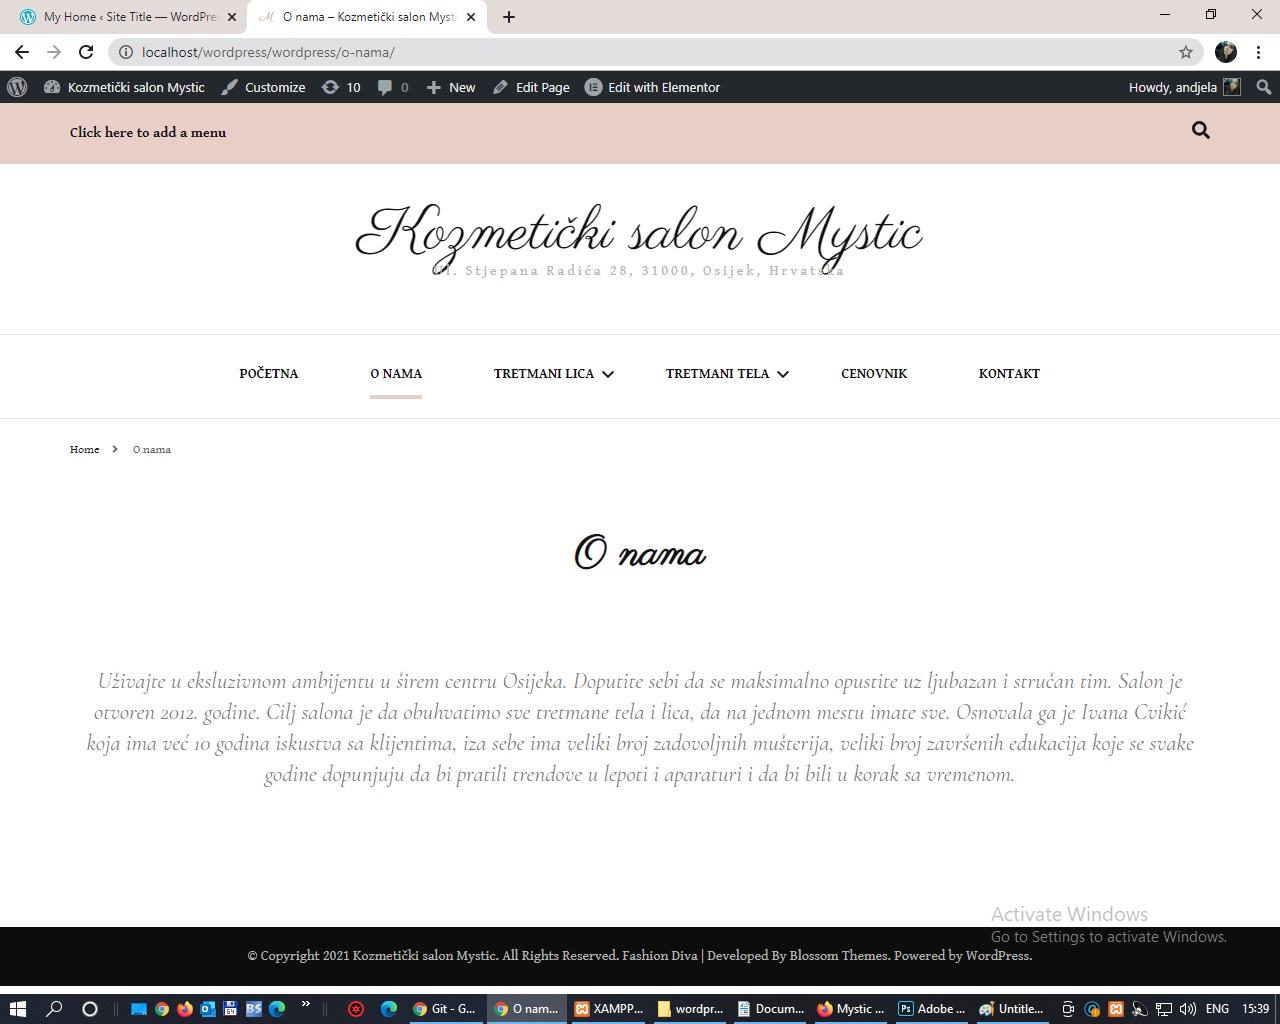 My Home ‹ Site Title — WordPre
O nama – Kozmetički salon Mysti
localhost/wordpress/wordpress/o-nama/
Kozmetički salon Mystic Customize 10 0 New Edit Page Edit with Elementor Howdy, andjela
Click here to add a menu
Kozmetički salon Mystic
Ul. Stjepana Radića 28, 31000, Osijek, Hrvatska
POČETNA O NAMA TRETMANI LICA TRETMANI TELA CENOVNIK KONTAKT
Home O nama
O nama
Uživajte u eksluzivnom ambijentu u širem centru Osijeka. Doputite sebi da se maksimalno opustite uz ljubazan i stručan tim. Salon je
otvoren 2012. godine. Cilj salona je da obuhvatimo sve tretmane tela i lica, da na jednom mestu imate sve. Osnovala ga je Ivana Cvikić
koja ima već 10 godina iskustva sa klijentima, iza sebe ima veliki broj zadovoljnih mušterija, veliki broj završenih edukacija koje se svake
godine dopunjuju da bi pratili trendove u lepoti i aparaturi i da bi bili u korak sa vremenom.
Activate Windows
Go to Settings to activate Windows.
© Copyright 2021 Kozmetički salon Mystic. All Rights Reserved. Fashion Diva | Developed By Blossom Themes. Powered by WordPress.
Git - G... O nam... XAMPP... wordpr... Docum... Mystic ... Adobe ... Untitle... ENG 15:39